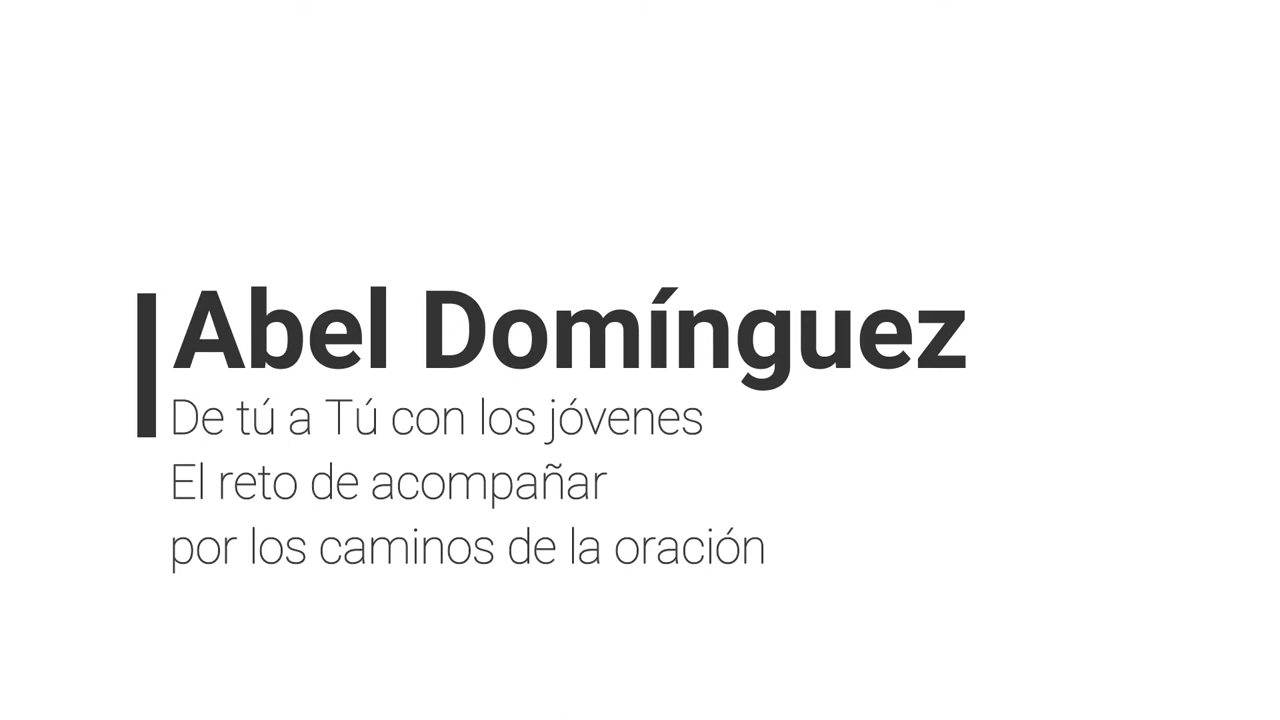 Abel Domínguez
De tú a Tú con los jóvenes
El reto de acompañar
por los caminos de la oración